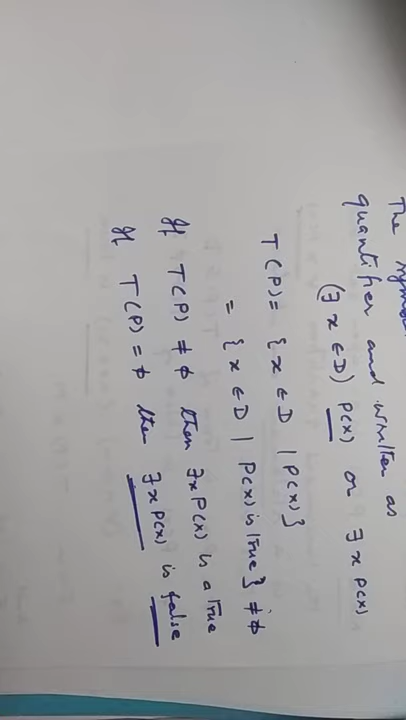 The
quantifier and written as
(∃ x ∈ D) P(x) or ∃ x P(x)
T(P) = { x ∈ D | P(x)}
= { x ∈ D | P(x) is True} ≠ ϕ
If T(P) ≠ ϕ then ∃x P(x) is a True
If T(P) = ϕ then ∃x P(x) is false